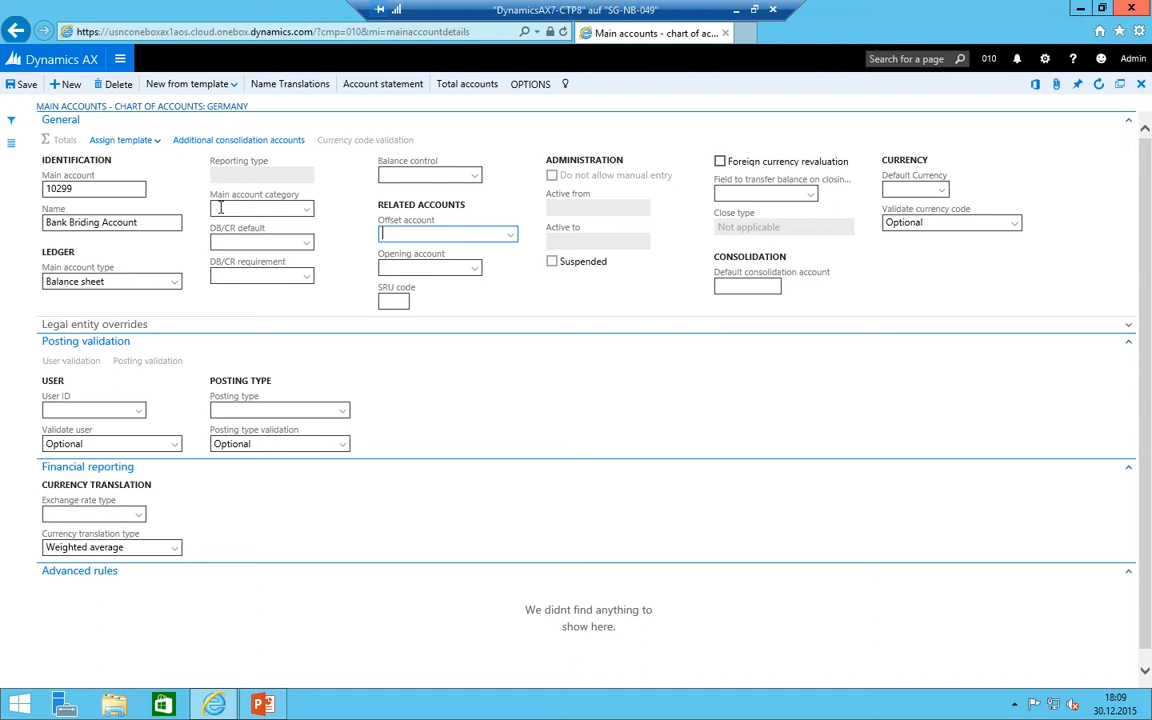 "DynamicsAX7-CTP8" auf "SG-NB-049"
https://usnconeboxax1aos.cloud.onebox.dynamics.com/?cmp=010&mi=mainaccountdetails
Main accounts - chart of ac...
Dynamics AX
Search for a page
010
Admin
Save
New
Delete
New from template
Name Translations
Account statement
Total accounts
OPTIONS
MAIN ACCOUNTS - CHART OF ACCOUNTS: GERMANY
General
Σ Totals
Assign template
Additional consolidation accounts
Currency code validation
IDENTIFICATION
Main account
10299
Name
Bank Briding Account
LEDGER
Main account type
Balance sheet
Reporting type
Main account category
DB/CR default
DB/CR requirement
Balance control
RELATED ACCOUNTS
Offset account
Opening account
SRU code
ADMINISTRATION
Do not allow manual entry
Active from
Active to
Suspended
Foreign currency revaluation
Field to transfer balance on closin...
Close type
Not applicable
CONSOLIDATION
Default consolidation account
CURRENCY
Default Currency
Validate currency code
Optional
Legal entity overrides
Posting validation
User validation
Posting validation
USER
User ID
Validate user
Optional
POSTING TYPE
Posting type
Posting type validation
Optional
Financial reporting
CURRENCY TRANSLATION
Exchange rate type
Currency translation type
Weighted average
Advanced rules
We didnt find anything to
show here.
18:09
30.12.2015